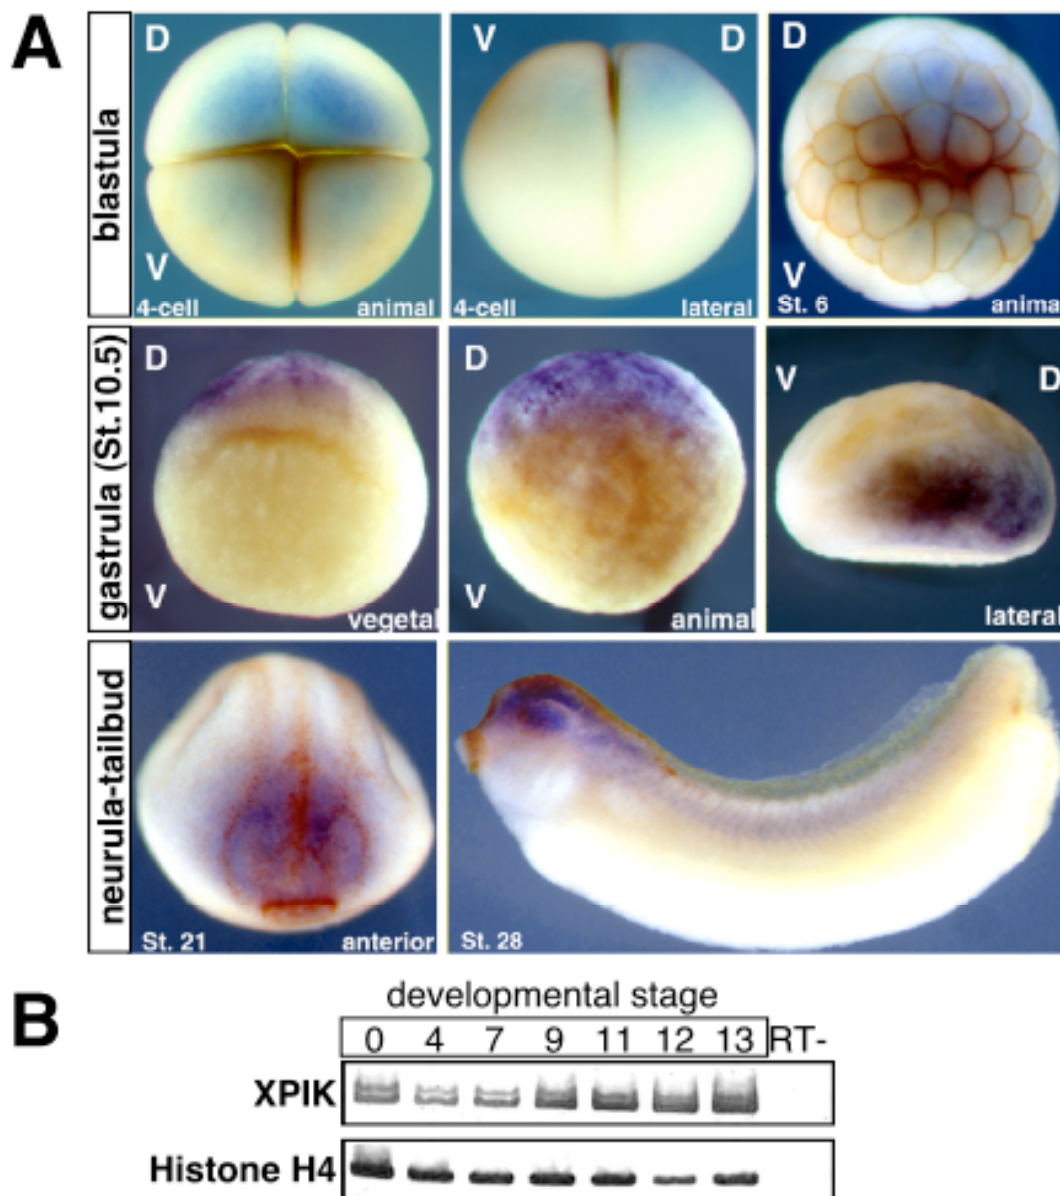 A
blastula
D
V
4-cell animal
V D
4-cell lateral
D
V
St. 6 anima
gastrula (St.10.5)
D
V
vegetal
D
V
animal
V D
lateral
neurula-tailbud
St. 21 anterior
St. 28
B
developmental stage
0 4 7 9 11 12 13 RT-
XPIK
Histone H4